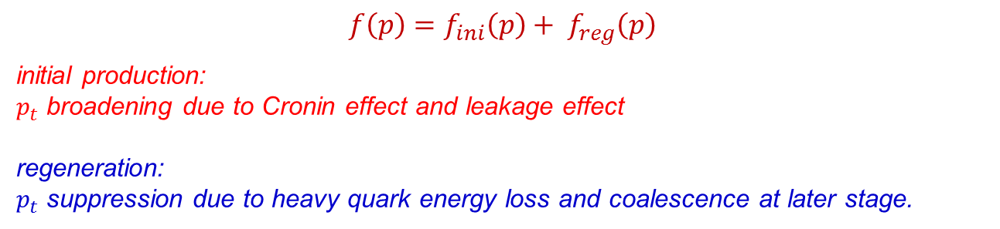 f(p) = f_{ini}(p) + f_{reg}(p)
initial production:
p_t broadening due to Cronin effect and leakage effect
regeneration:
p_t suppression due to heavy quark energy loss and coalescence at later stage.